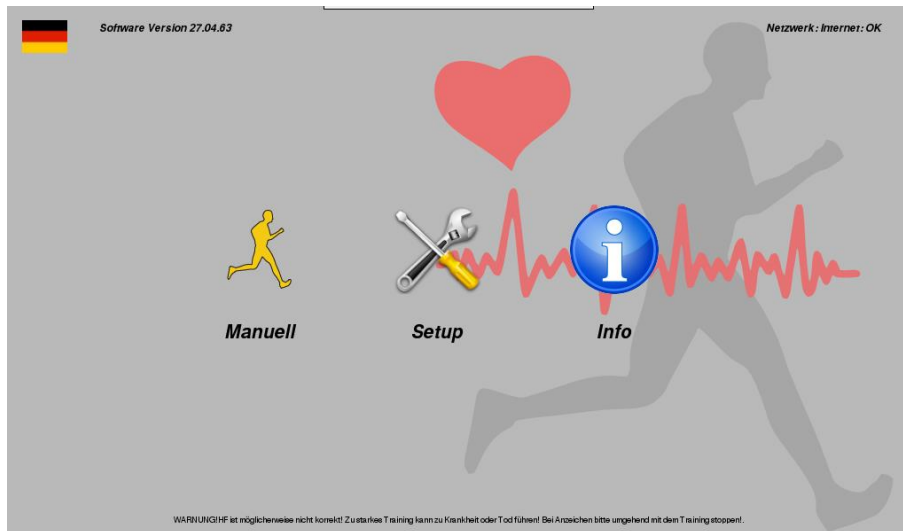 Software Version 27.04.63
Netzwerk: Internet: OK
Manuell
Setup
Info
WARNUNG!HF ist möglicherweise nicht korrekt! Zu starkes Training kann zu Krankheit oder Tod führen! Bei Anzeichen bitte umgehend mit dem Training stoppen!.